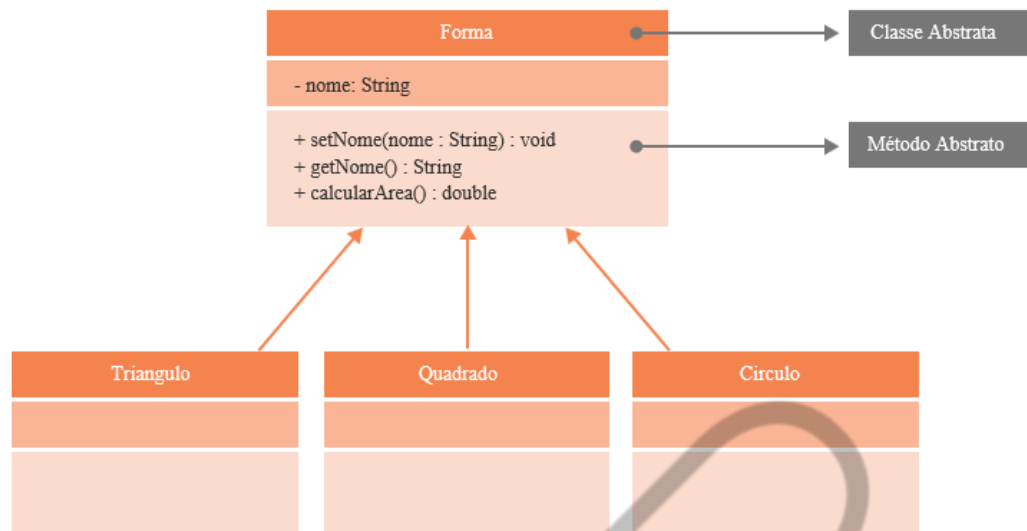 Forma
Classe Abstrata
- nome: String
+ setNome(nome : String) : void
Método Abstrato
+ getNome() : String
+ calcularArea() : double
Triangulo
Quadrado
Circulo